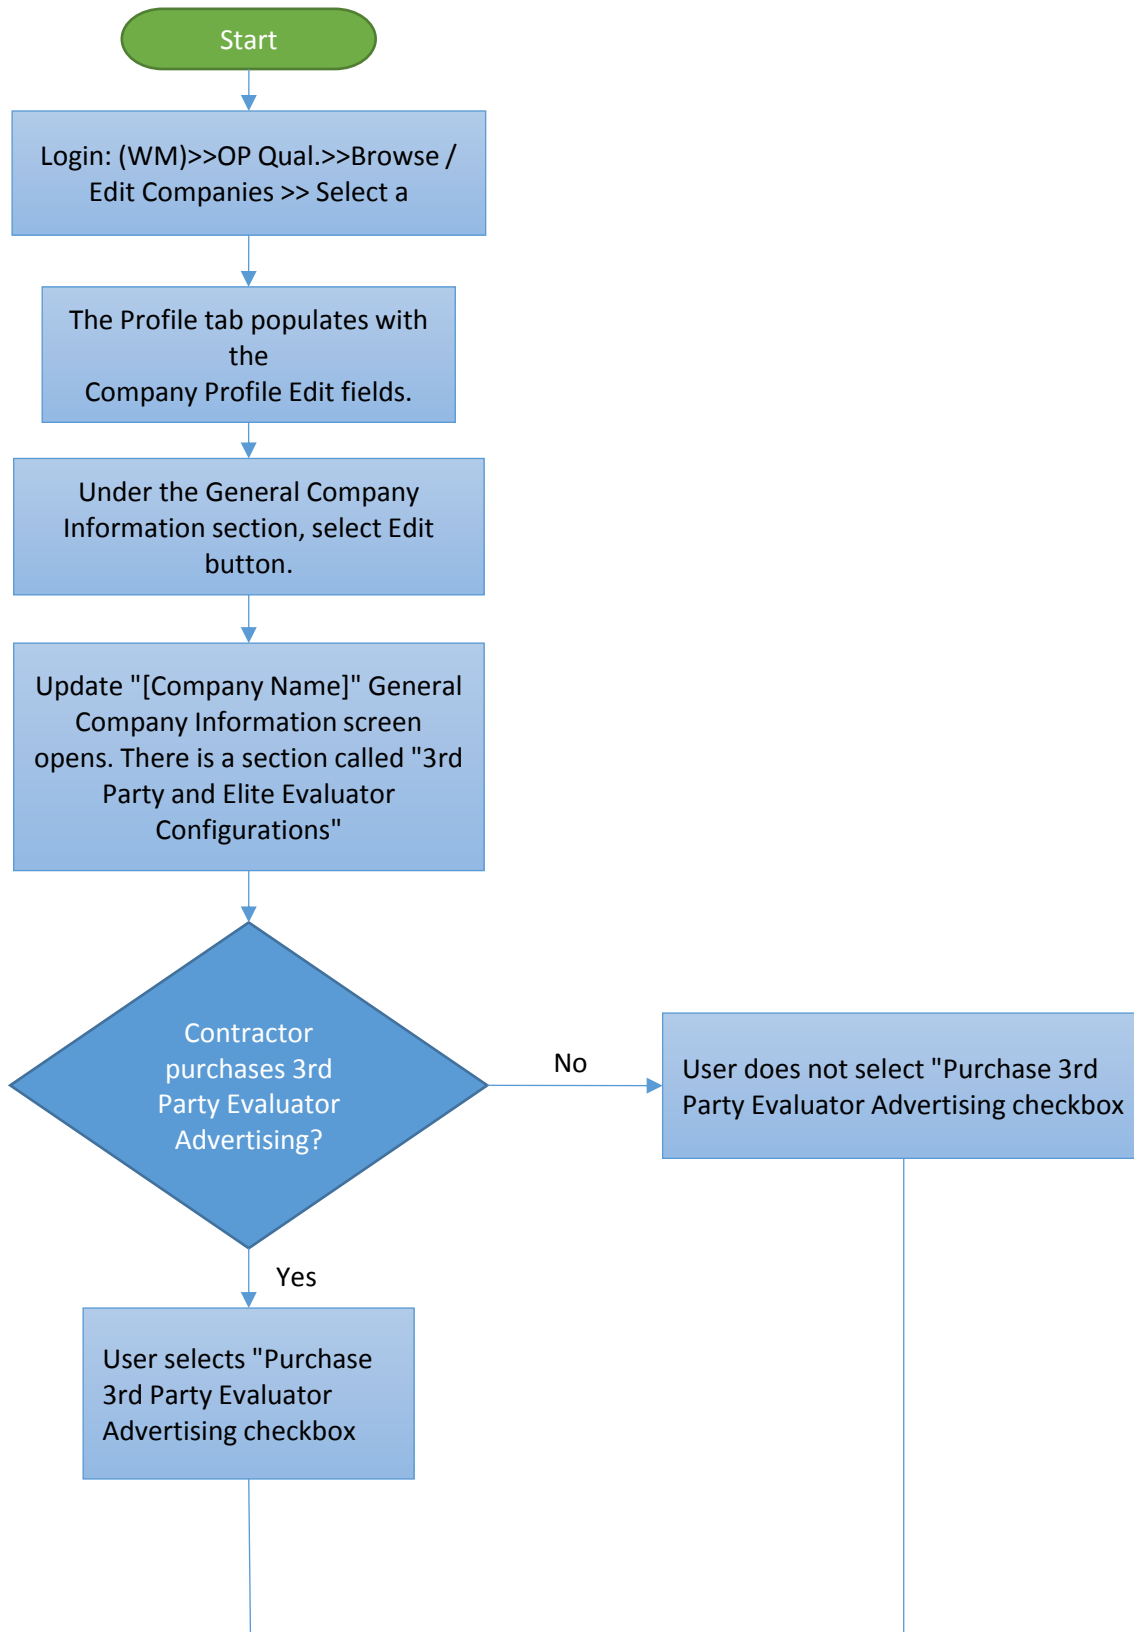 Start
Login: (WM)>>OP Qual.>>Browse /
Edit Companies >> Select a
The Profile tab populates with
the
Company Profile Edit fields.
Under the General Company
Information section, select Edit
button.
Update "[Company Name]" General
Company Information screen
opens. There is a section called "3rd
Party and Elite Evaluator
Configurations"
Contractor
purchases 3rd
Party Evaluator
Advertising?
No
User does not select "Purchase 3rd
Party Evaluator Advertising checkbox
Yes
User selects "Purchase
3rd Party Evaluator
Advertising checkbox